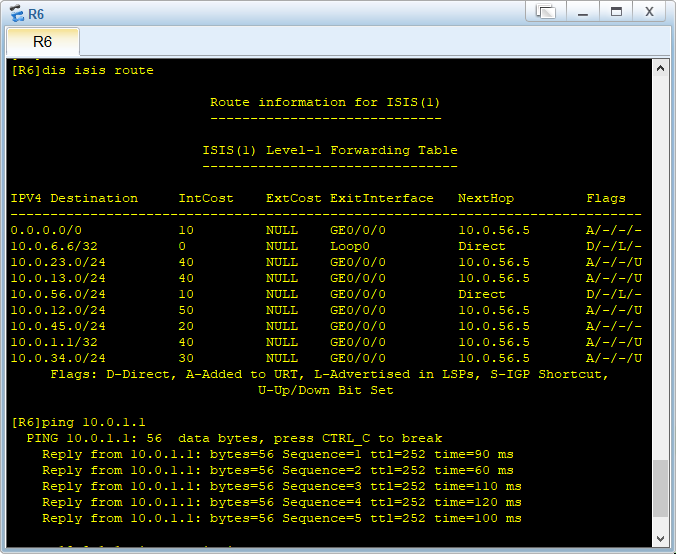 R6
R6
[R6]dis isis route
Route information for ISIS(1)
-----------------------------
ISIS(1) Level-1 Forwarding Table
--------------------------------
IPV4 Destination     IntCost    ExtCost ExitInterface   NextHop         Flags
-------------------------------------------------------------------------------
0.0.0.0/0            10         NULL    GE0/0/0         10.0.56.5       A/-/-/-
10.0.6.6/32          0          NULL    Loop0           Direct          D/-/L/-
10.0.23.0/24         40         NULL    GE0/0/0         10.0.56.5       A/-/-/U
10.0.13.0/24         40         NULL    GE0/0/0         10.0.56.5       A/-/-/U
10.0.56.0/24         10         NULL    GE0/0/0         Direct          D/-/L/-
10.0.12.0/24         50         NULL    GE0/0/0         10.0.56.5       A/-/-/U
10.0.45.0/24         20         NULL    GE0/0/0         10.0.56.5       A/-/-/-
10.0.1.1/32          40         NULL    GE0/0/0         10.0.56.5       A/-/-/U
10.0.34.0/24         30         NULL    GE0/0/0         10.0.56.5       A/-/-/U
Flags: D-Direct, A-Added to URT, L-Advertised in LSPs, S-IGP Shortcut,
U-Up/Down Bit Set
[R6]ping 10.0.1.1
PING 10.0.1.1: 56  data bytes, press CTRL_C to break
Reply from 10.0.1.1: bytes=56 Sequence=1 ttl=252 time=90 ms
Reply from 10.0.1.1: bytes=56 Sequence=2 ttl=252 time=60 ms
Reply from 10.0.1.1: bytes=56 Sequence=3 ttl=252 time=110 ms
Reply from 10.0.1.1: bytes=56 Sequence=4 ttl=252 time=120 ms
Reply from 10.0.1.1: bytes=56 Sequence=5 ttl=252 time=100 ms